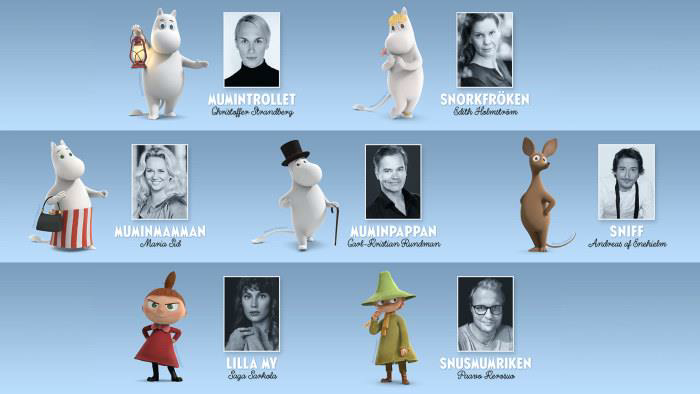 MUMINTROLLET
Christoffer Strandberg
SNORKFRÖKEN
Edith Holmström
MUMINMAMMAN
Maria Sid
MUMINPAPPAN
Carl-Kristian Rundman
SNIFF
Andreas af Enehielm
LILLA MY
Saga Sarkola
SNUSMUMRIKEN
Paavo Kerosuo